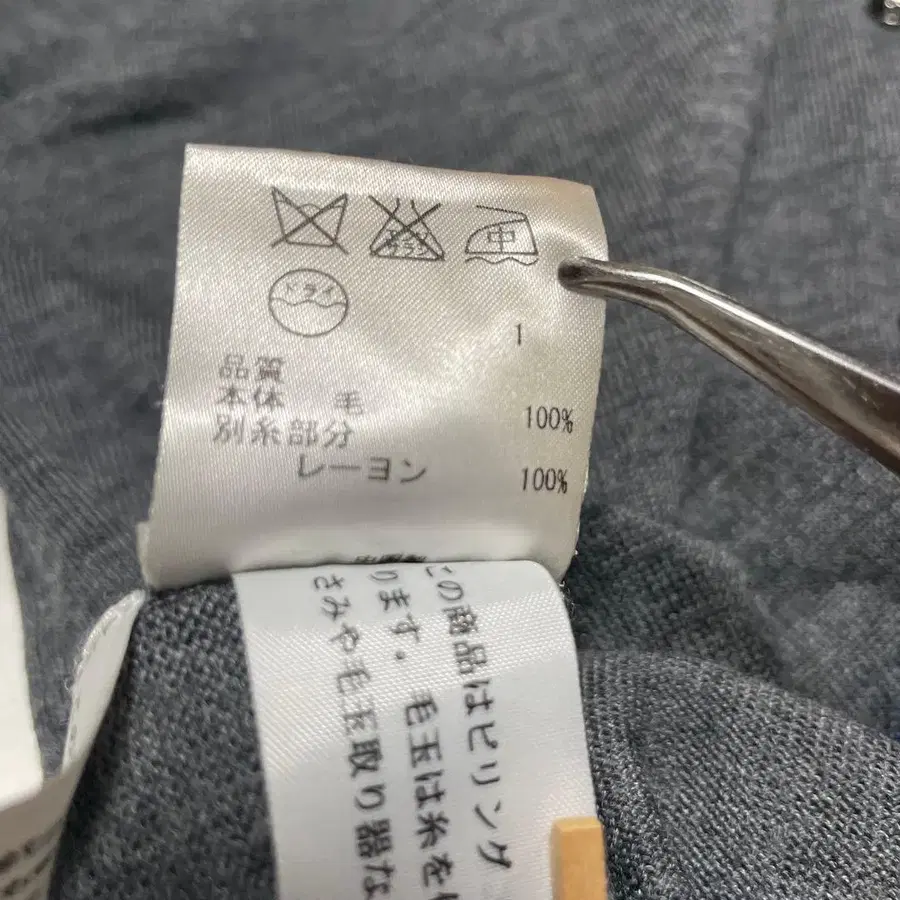 中
ドライ
1
品質
本体 毛 100%
別糸部分
レーヨン 100%
この商品はピリング
ります。毛玉は糸を
さみや毛玉取り器な